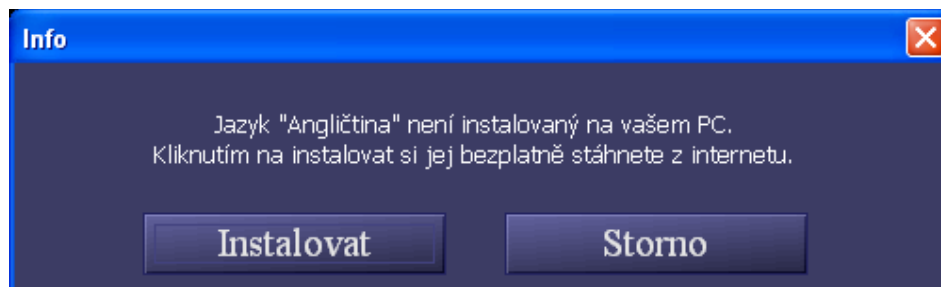 Info
Jazyk "Angličtina" není instalovaný na vašem PC.
Kliknutím na instalovat si jej bezplatně stáhnete z internetu.
Instalovat
Storno